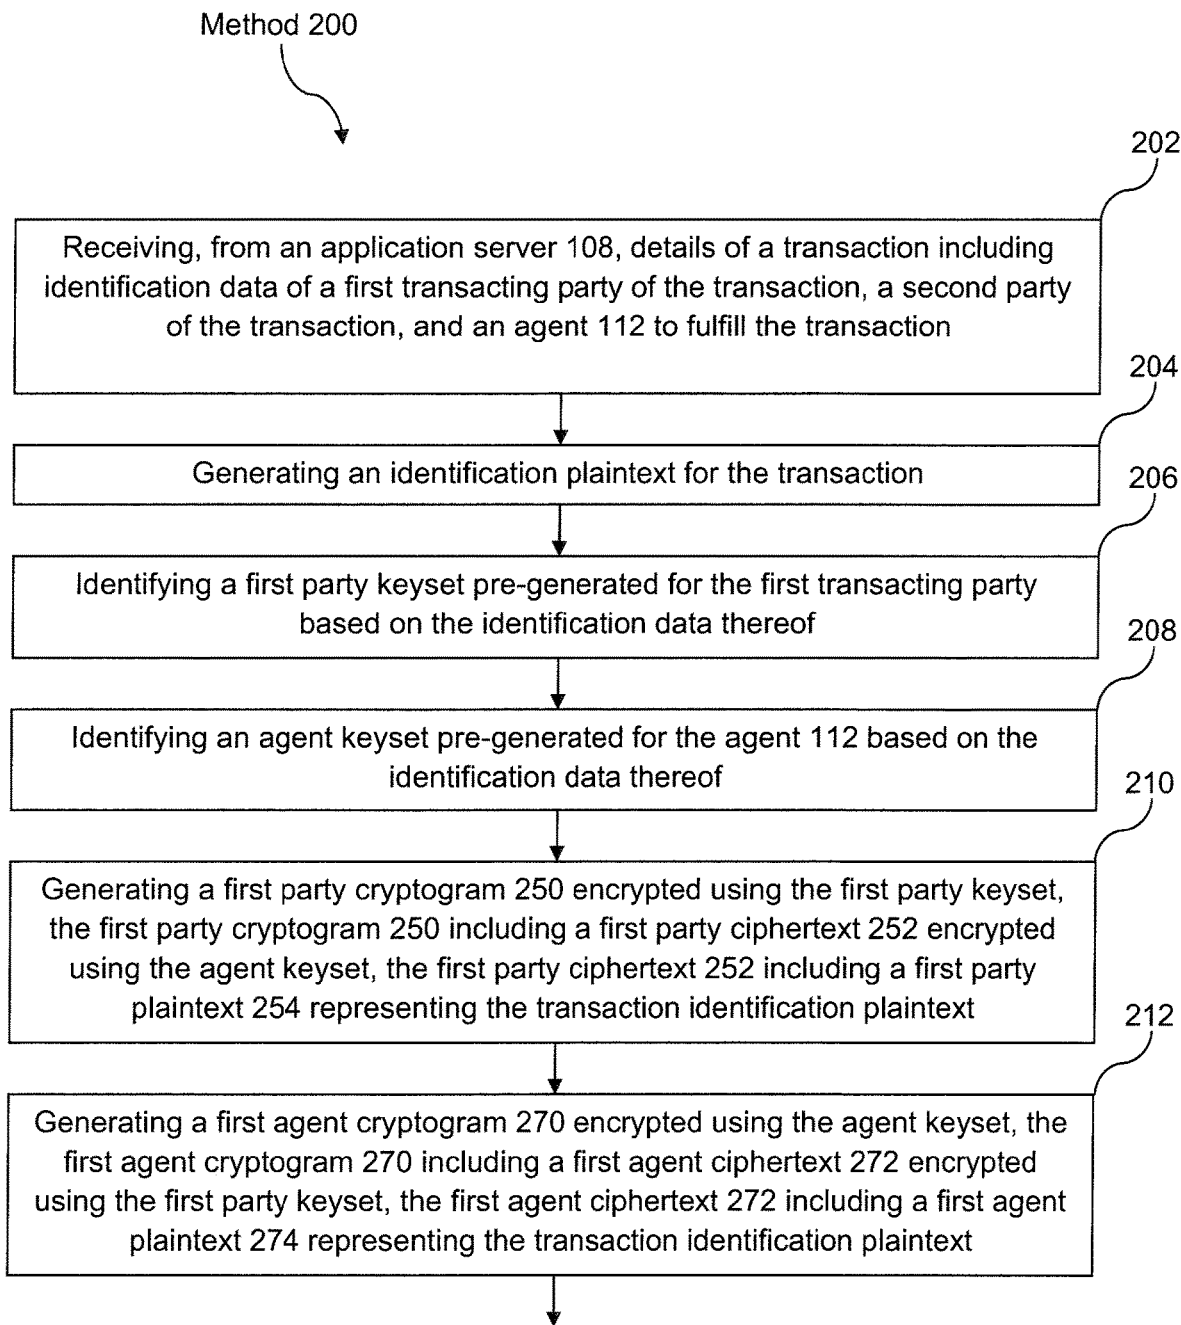 Method 200
202
Receiving, from an application server 108, details of a transaction including
identification data of a first transacting party of the transaction, a second party
of the transaction, and an agent 112 to fulfill the transaction
204
Generating an identification plaintext for the transaction
206
Identifying a first party keyset pre-generated for the first transacting party
based on the identification data thereof
208
Identifying an agent keyset pre-generated for the agent 112 based on the
identification data thereof
210
Generating a first party cryptogram 250 encrypted using the first party keyset,
the first party cryptogram 250 including a first party ciphertext 252 encrypted
using the agent keyset, the first party ciphertext 252 including a first party
plaintext 254 representing the transaction identification plaintext
212
Generating a first agent cryptogram 270 encrypted using the agent keyset, the
first agent cryptogram 270 including a first agent ciphertext 272 encrypted
using the first party keyset, the first agent ciphertext 272 including a first agent
plaintext 274 representing the transaction identification plaintext